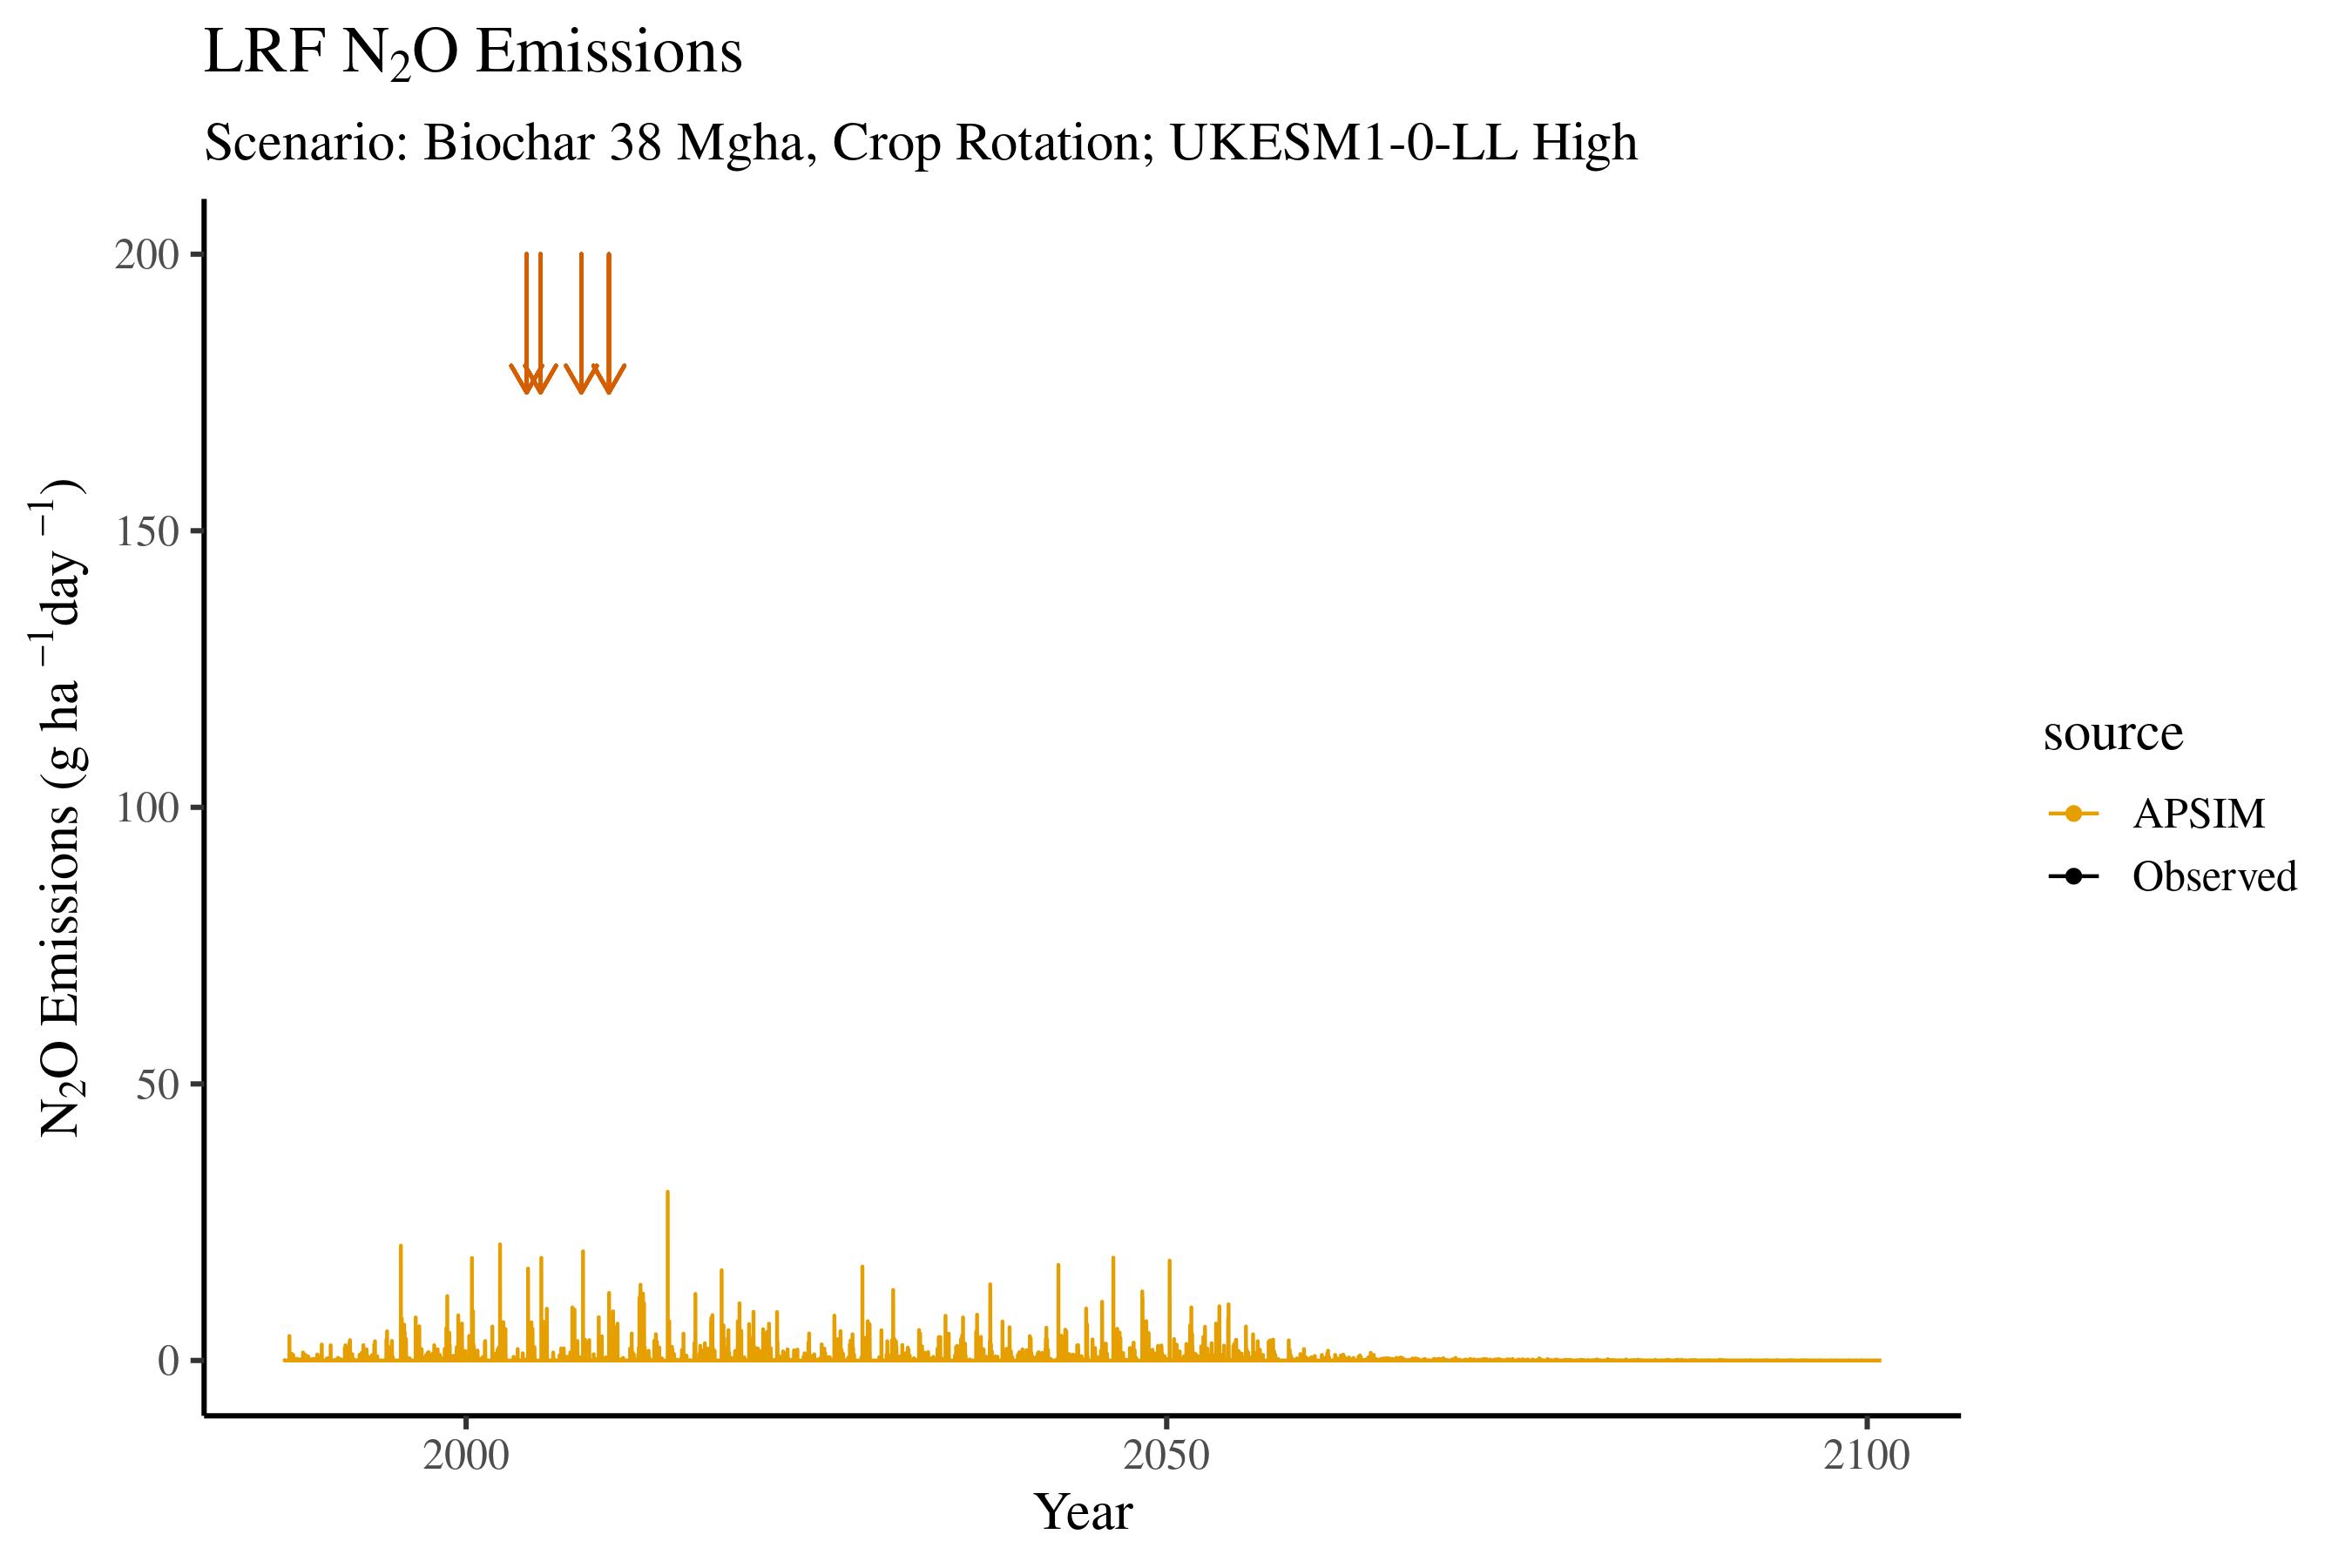 LRF N₂O Emissions
Scenario: Biochar 38 Mgha, Crop Rotation; UKESM1-0-LL High
N₂O Emissions (g ha ⁻¹day ⁻¹)
200
150
100
50
0
2000
2050
2100
Year
source
APSIM
Observed